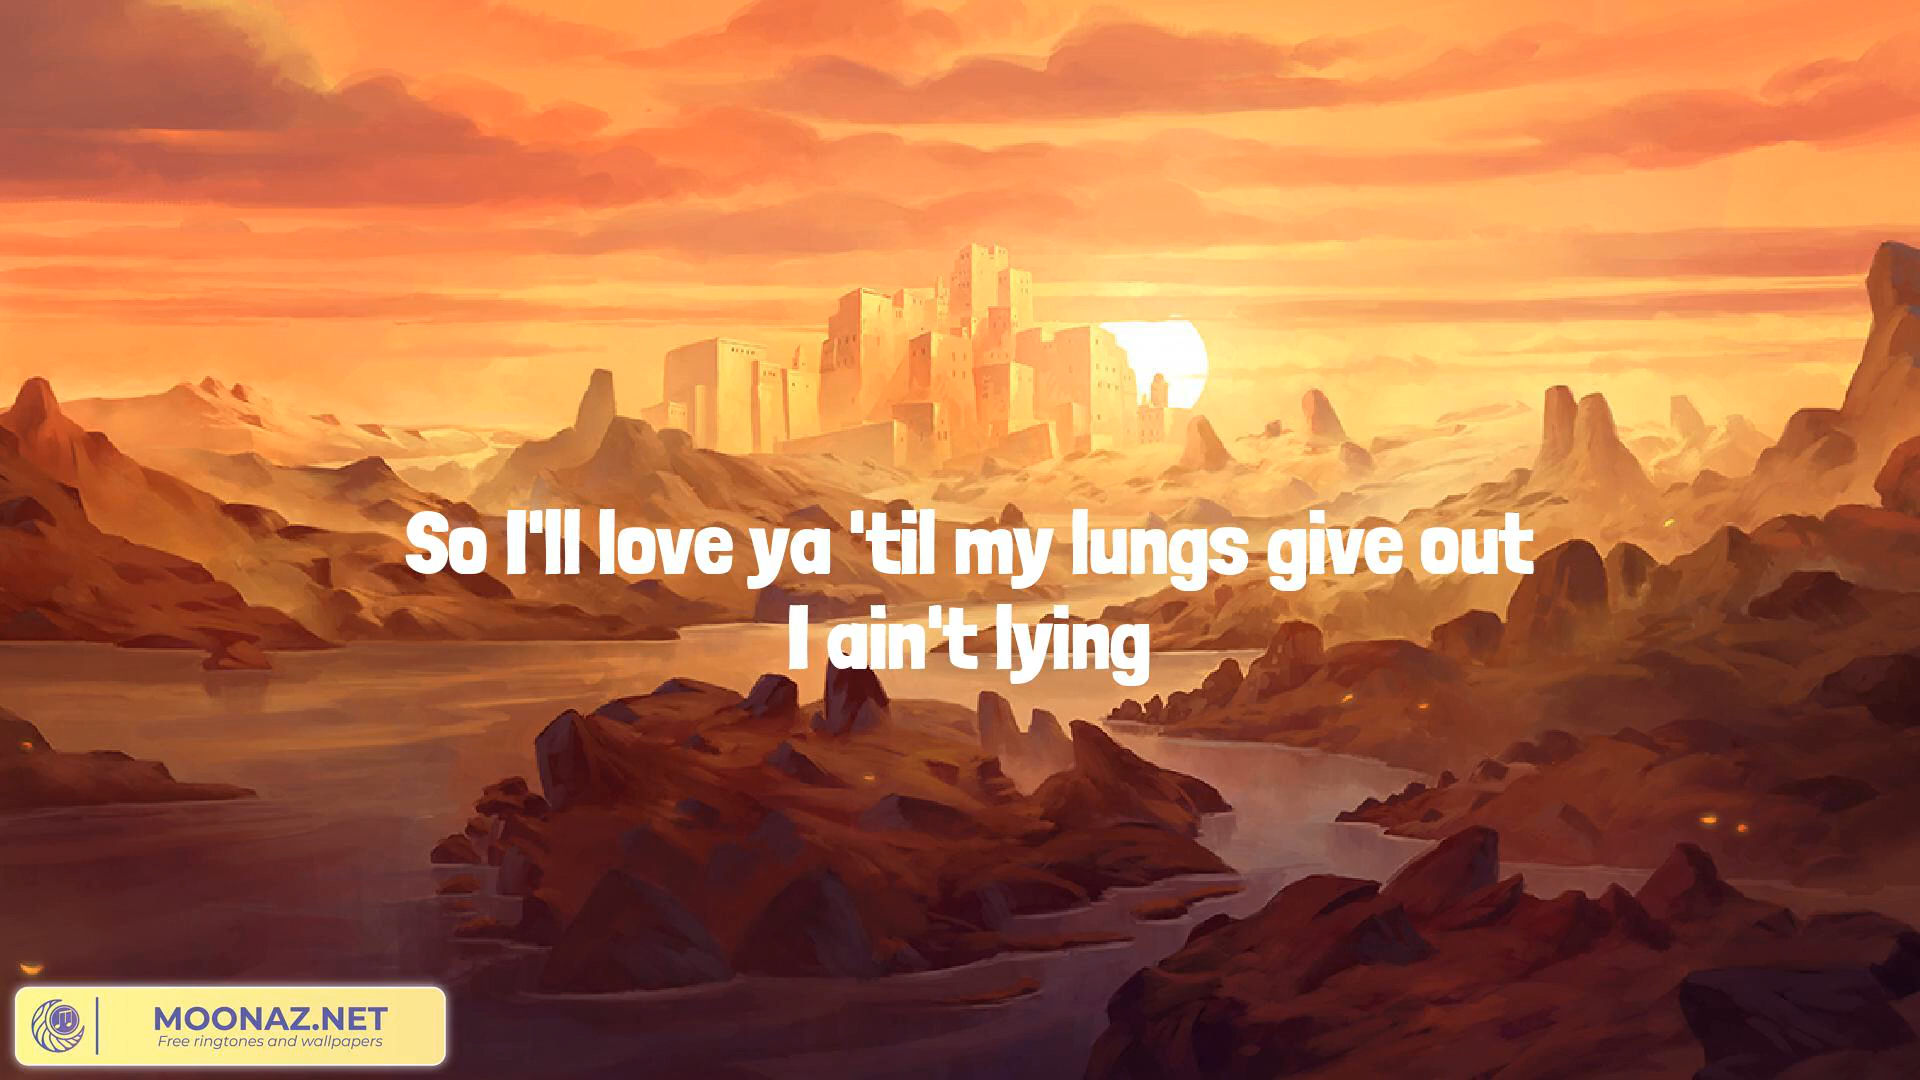 So I'll love ya 'til my lungs give out
I ain't lying
MOONAZ.NET
Free ringtones and wallpapers